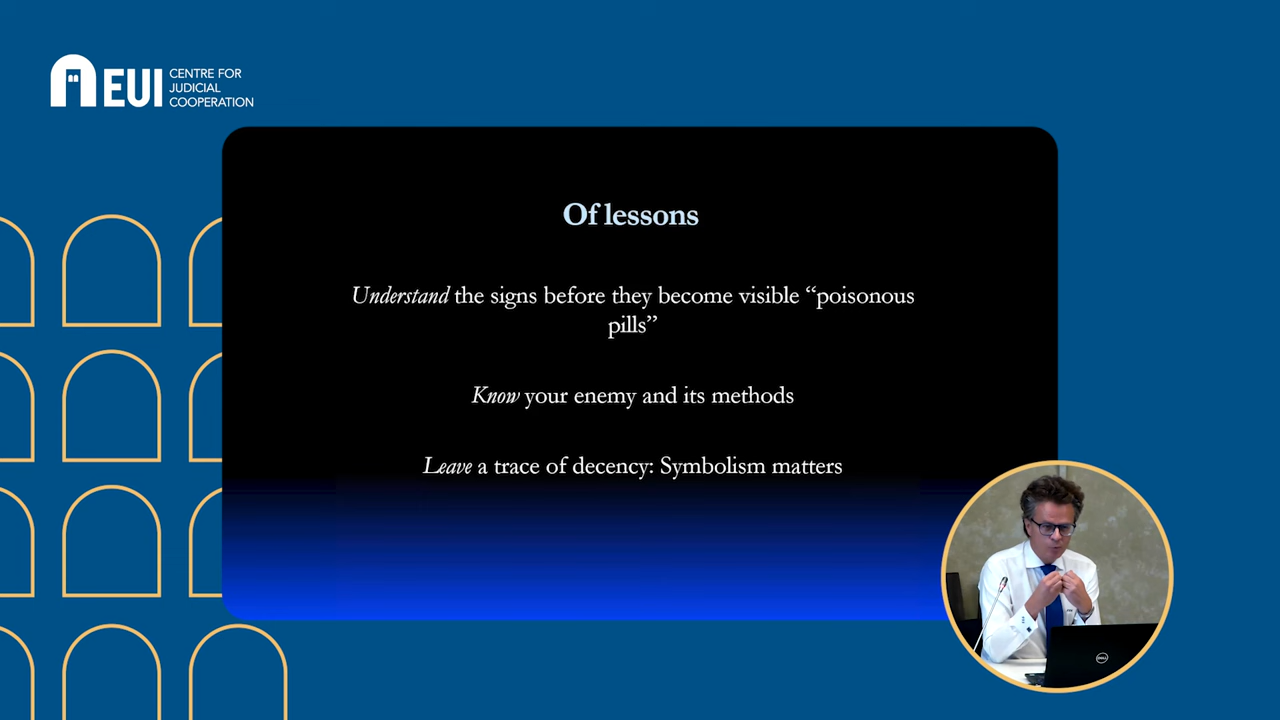 EUI
CENTRE FOR
JUDICIAL
COOPERATION
Of lessons
Understand the signs before they become visible “poisonous
pills”
Know your enemy and its methods
Leave a trace of decency: Symbolism matters
DELL